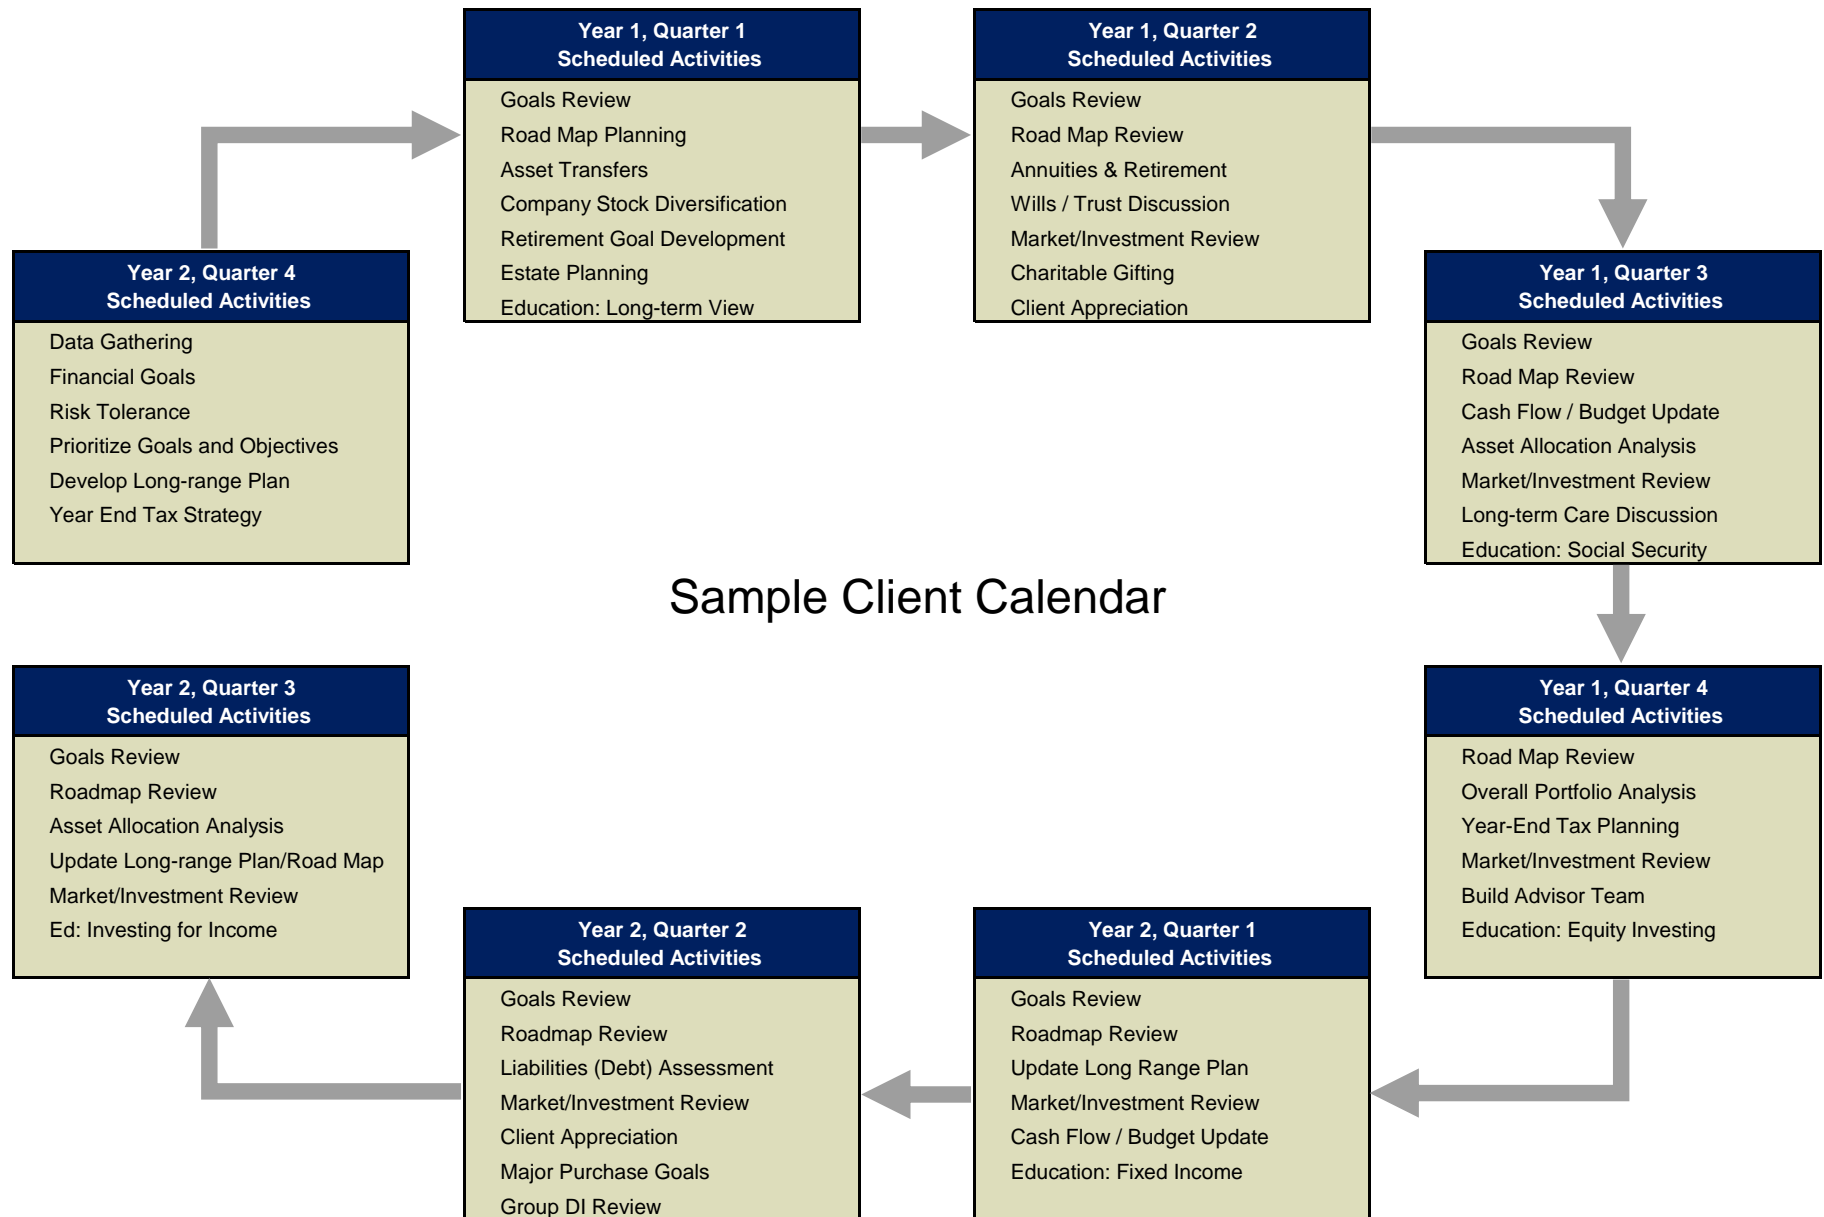 Year 1, Quarter 1
Scheduled Activities
Goals Review
Road Map Planning
Asset Transfers
Company Stock Diversification
Retirement Goal Development
Estate Planning
Education: Long-term View
Year 1, Quarter 2
Scheduled Activities
Goals Review
Road Map Review
Annuities & Retirement
Wills / Trust Discussion
Market/Investment Review
Charitable Gifting
Client Appreciation
Year 1, Quarter 3
Scheduled Activities
Goals Review
Road Map Review
Cash Flow / Budget Update
Asset Allocation Analysis
Market/Investment Review
Long-term Care Discussion
Education: Social Security
Year 2, Quarter 4
Scheduled Activities
Data Gathering
Financial Goals
Risk Tolerance
Prioritize Goals and Objectives
Develop Long-range Plan
Year End Tax Strategy
Sample Client Calendar
Year 1, Quarter 4
Scheduled Activities
Road Map Review
Overall Portfolio Analysis
Year-End Tax Planning
Market/Investment Review
Build Advisor Team
Education: Equity Investing
Year 2, Quarter 1
Scheduled Activities
Goals Review
Roadmap Review
Update Long Range Plan
Market/Investment Review
Cash Flow / Budget Update
Education: Fixed Income
Year 2, Quarter 2
Scheduled Activities
Goals Review
Roadmap Review
Liabilities (Debt) Assessment
Market/Investment Review
Client Appreciation
Major Purchase Goals
Group DI Review
Year 2, Quarter 3
Scheduled Activities
Goals Review
Roadmap Review
Asset Allocation Analysis
Update Long-range Plan/Road Map
Market/Investment Review
Ed: Investing for Income